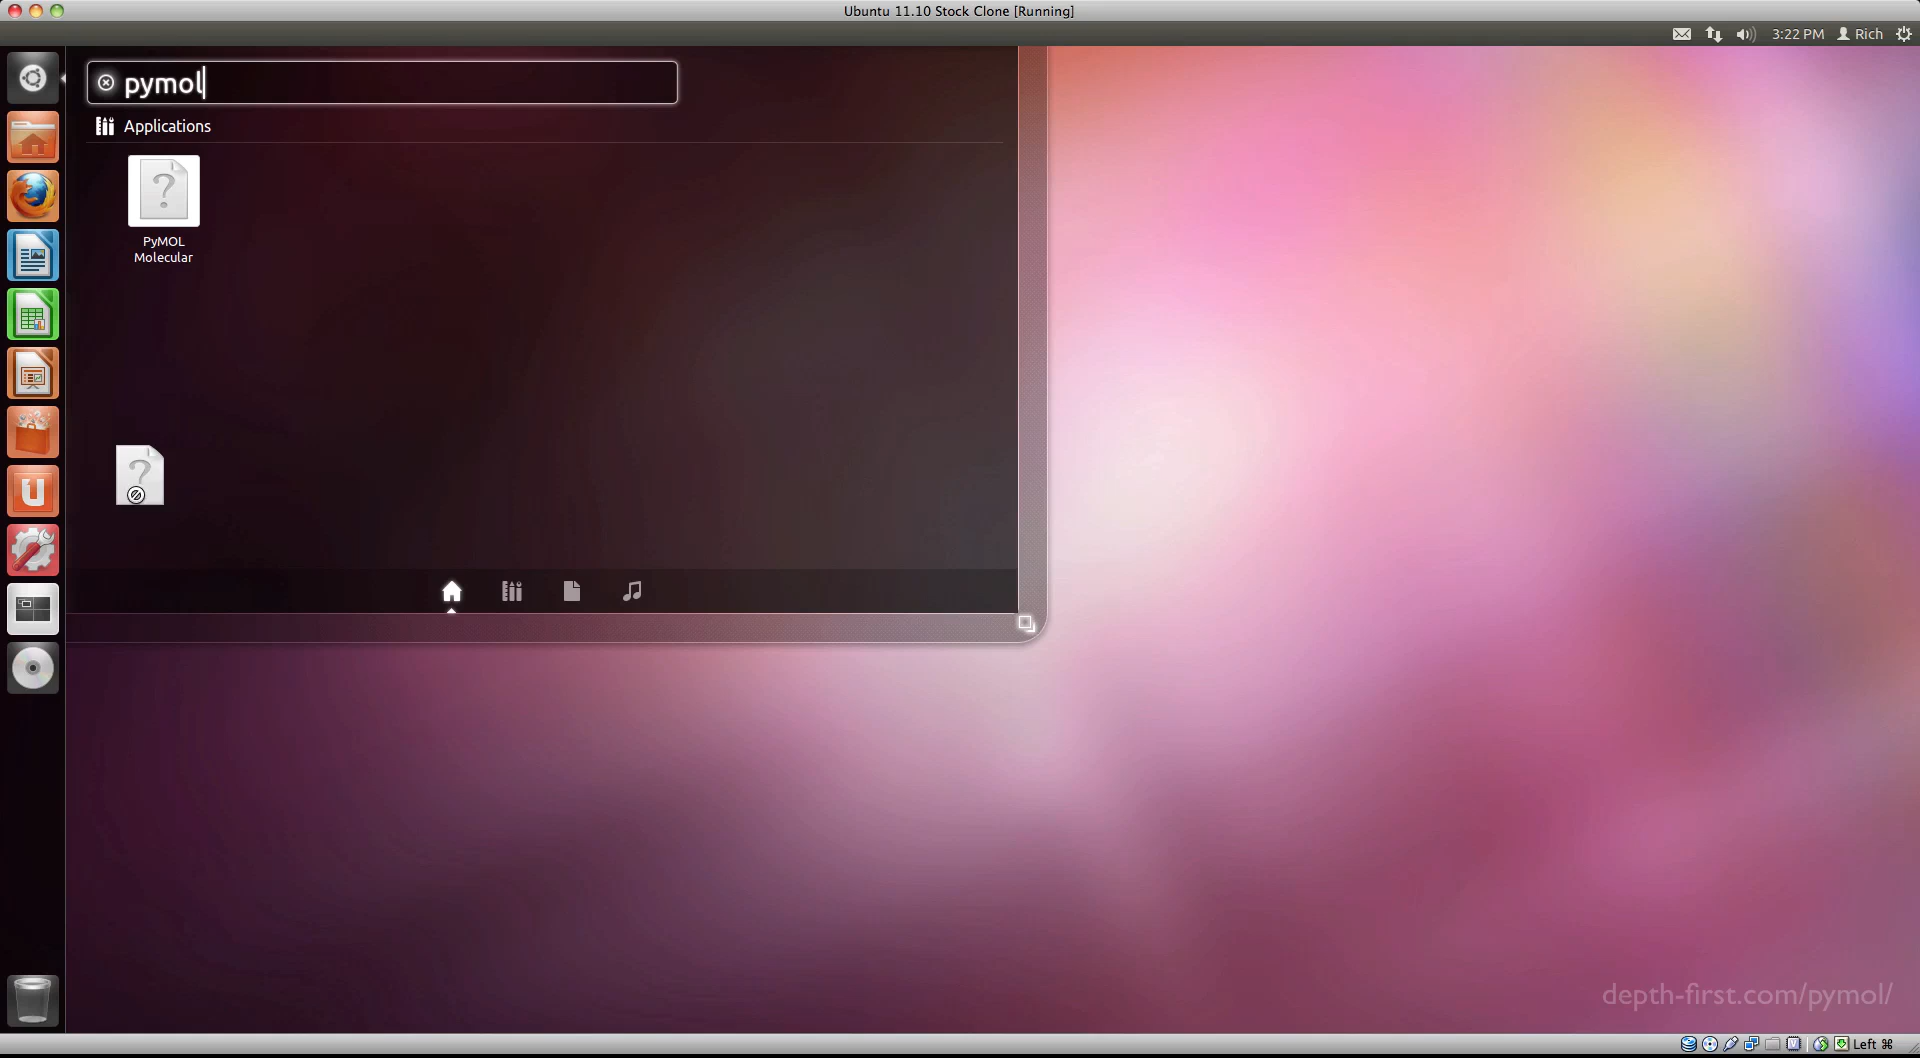 Ubuntu 11.10 Stock Clone [Running]
3:22 PM Rich
pymol
Applications
PyMOL
Molecular
depth-first.com/pymol/
Left ⌘